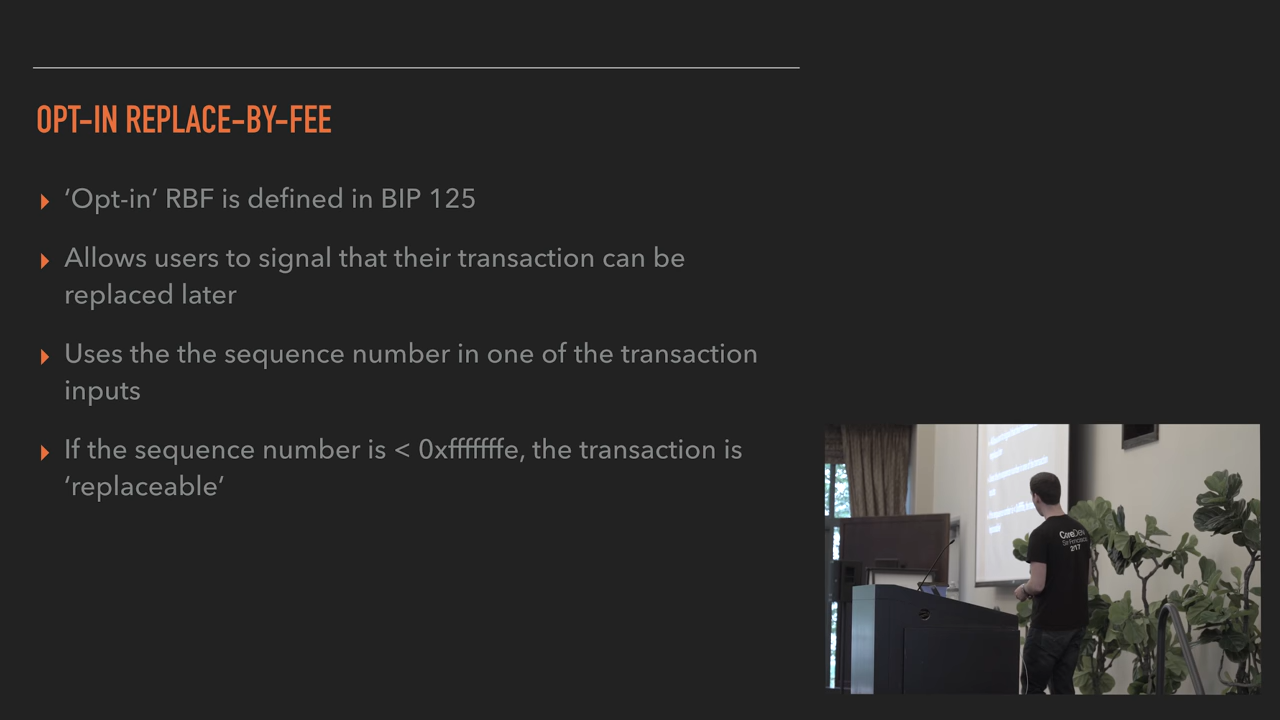 OPT-IN REPLACE-BY-FEE
‘Opt-in’ RBF is defined in BIP 125
Allows users to signal that their transaction can be
replaced later
Uses the the sequence number in one of the transaction
inputs
If the sequence number is < 0xfffffffe, the transaction is
‘replaceable’
2/17